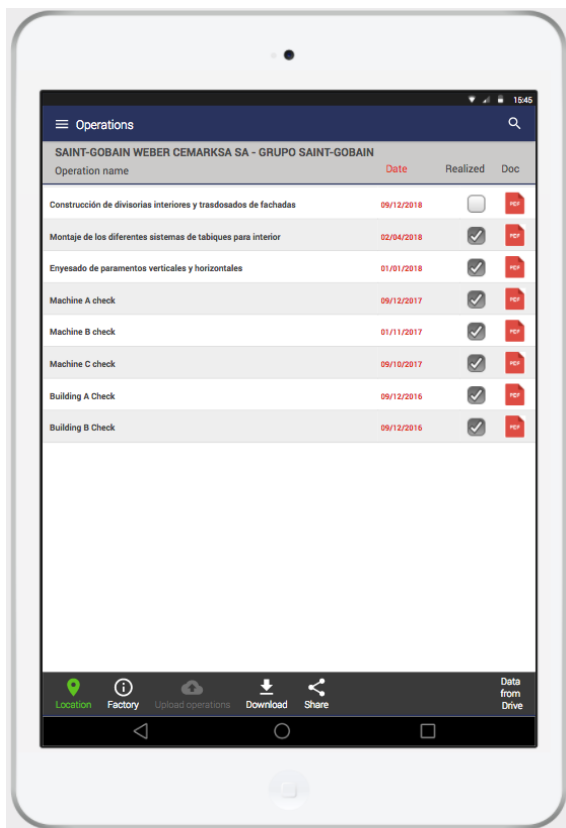 15:45
Operations
SAINT-GOBAIN WEBER CEMARKSA SA - GRUPO SAINT-GOBAIN
Operation name Date Realized Doc
Construcción de divisorias interiores y trasdosados de fachadas 09/12/2018 PDF
Montaje de los diferentes sistemas de tabiques para interior 02/04/2018 PDF
Enyesado de paramentos verticales y horizontales 01/01/2018 PDF
Machine A check 09/12/2017 PDF
Machine B check 01/11/2017 PDF
Machine C check 09/10/2017 PDF
Building A Check 09/12/2016 PDF
Building B Check 09/12/2016 PDF
Location Factory Upload operations Download Share
Data
from
Drive